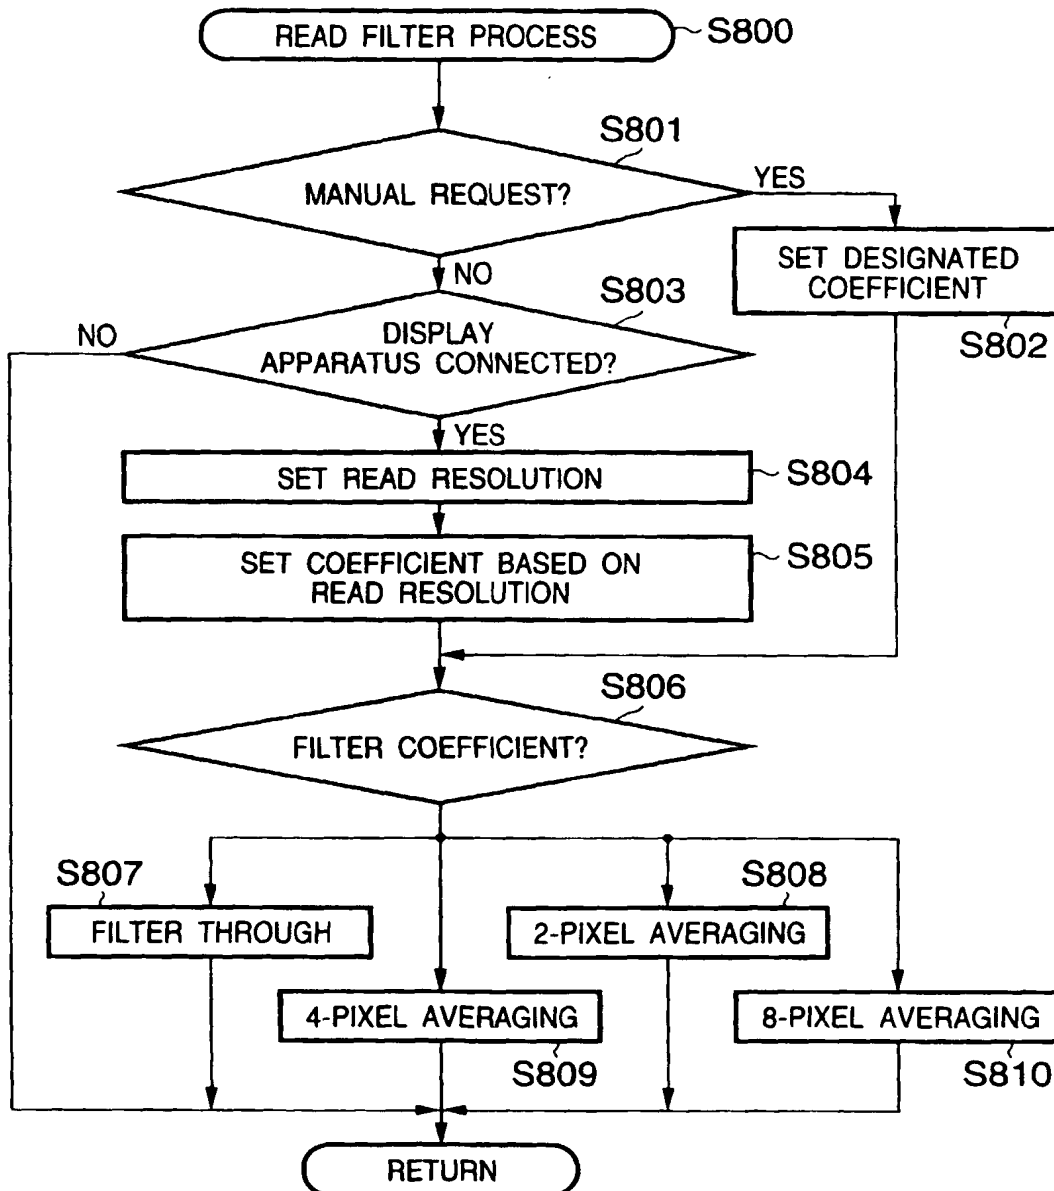 READ FILTER PROCESS
S800
S801
MANUAL REQUEST?
YES
SET DESIGNATED
COEFFICIENT
S802
NO
S803
NO
DISPLAY
APPARATUS CONNECTED?
YES
SET READ RESOLUTION
S804
SET COEFFICIENT BASED ON
READ RESOLUTION
S805
S806
FILTER COEFFICIENT?
S807
FILTER THROUGH
S808
2-PIXEL AVERAGING
4-PIXEL AVERAGING
S809
8-PIXEL AVERAGING
S810
RETURN